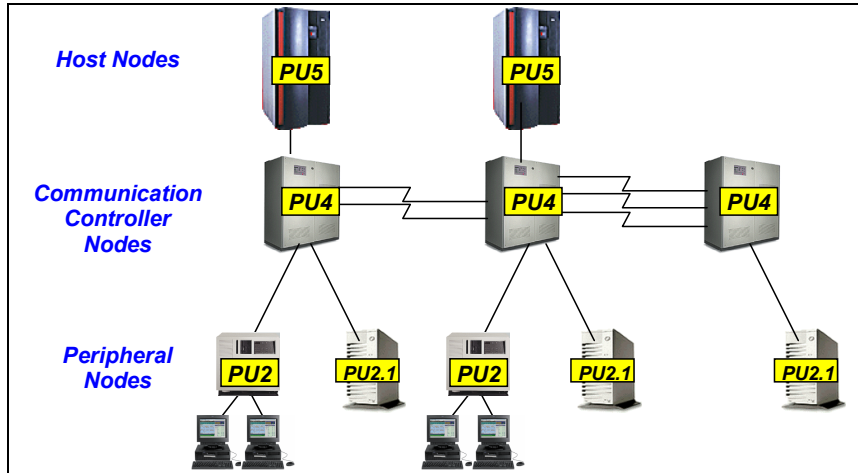 Host Nodes
PU5
PU5
Communication
Controller
Nodes
PU4
PU4
PU4
Peripheral
Nodes
PU2
PU2.1
PU2
PU2.1
PU2.1